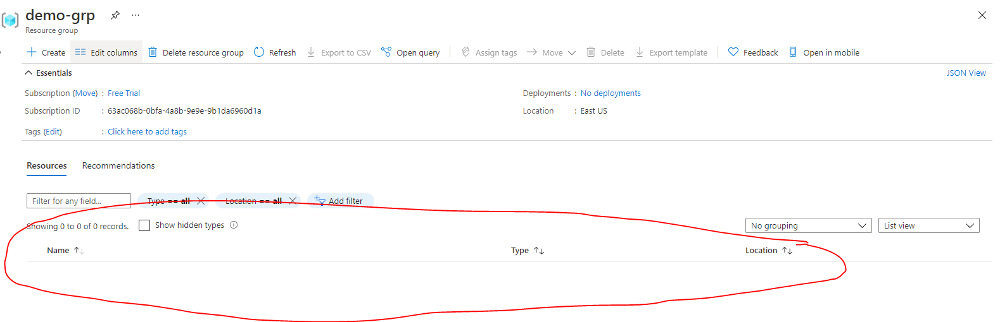 demo-grp
Resource group
Create Edit columns Delete resource group Refresh Export to CSV Open query Assign tags Move Delete Export template Feedback Open in mobile
Essentials JSON View
Subscription (Move) : Free Trial Deployments : No deployments
Subscription ID : 63ac068b-0bfa-4a8b-9e9e-9b1da6960d1a Location : East US
Tags (Edit) : Click here to add tags
Resources Recommendations
Filter for any field... Type == all Location == all Add filter
Showing 0 to 0 of 0 records. Show hidden types No grouping List view
Name Type Location